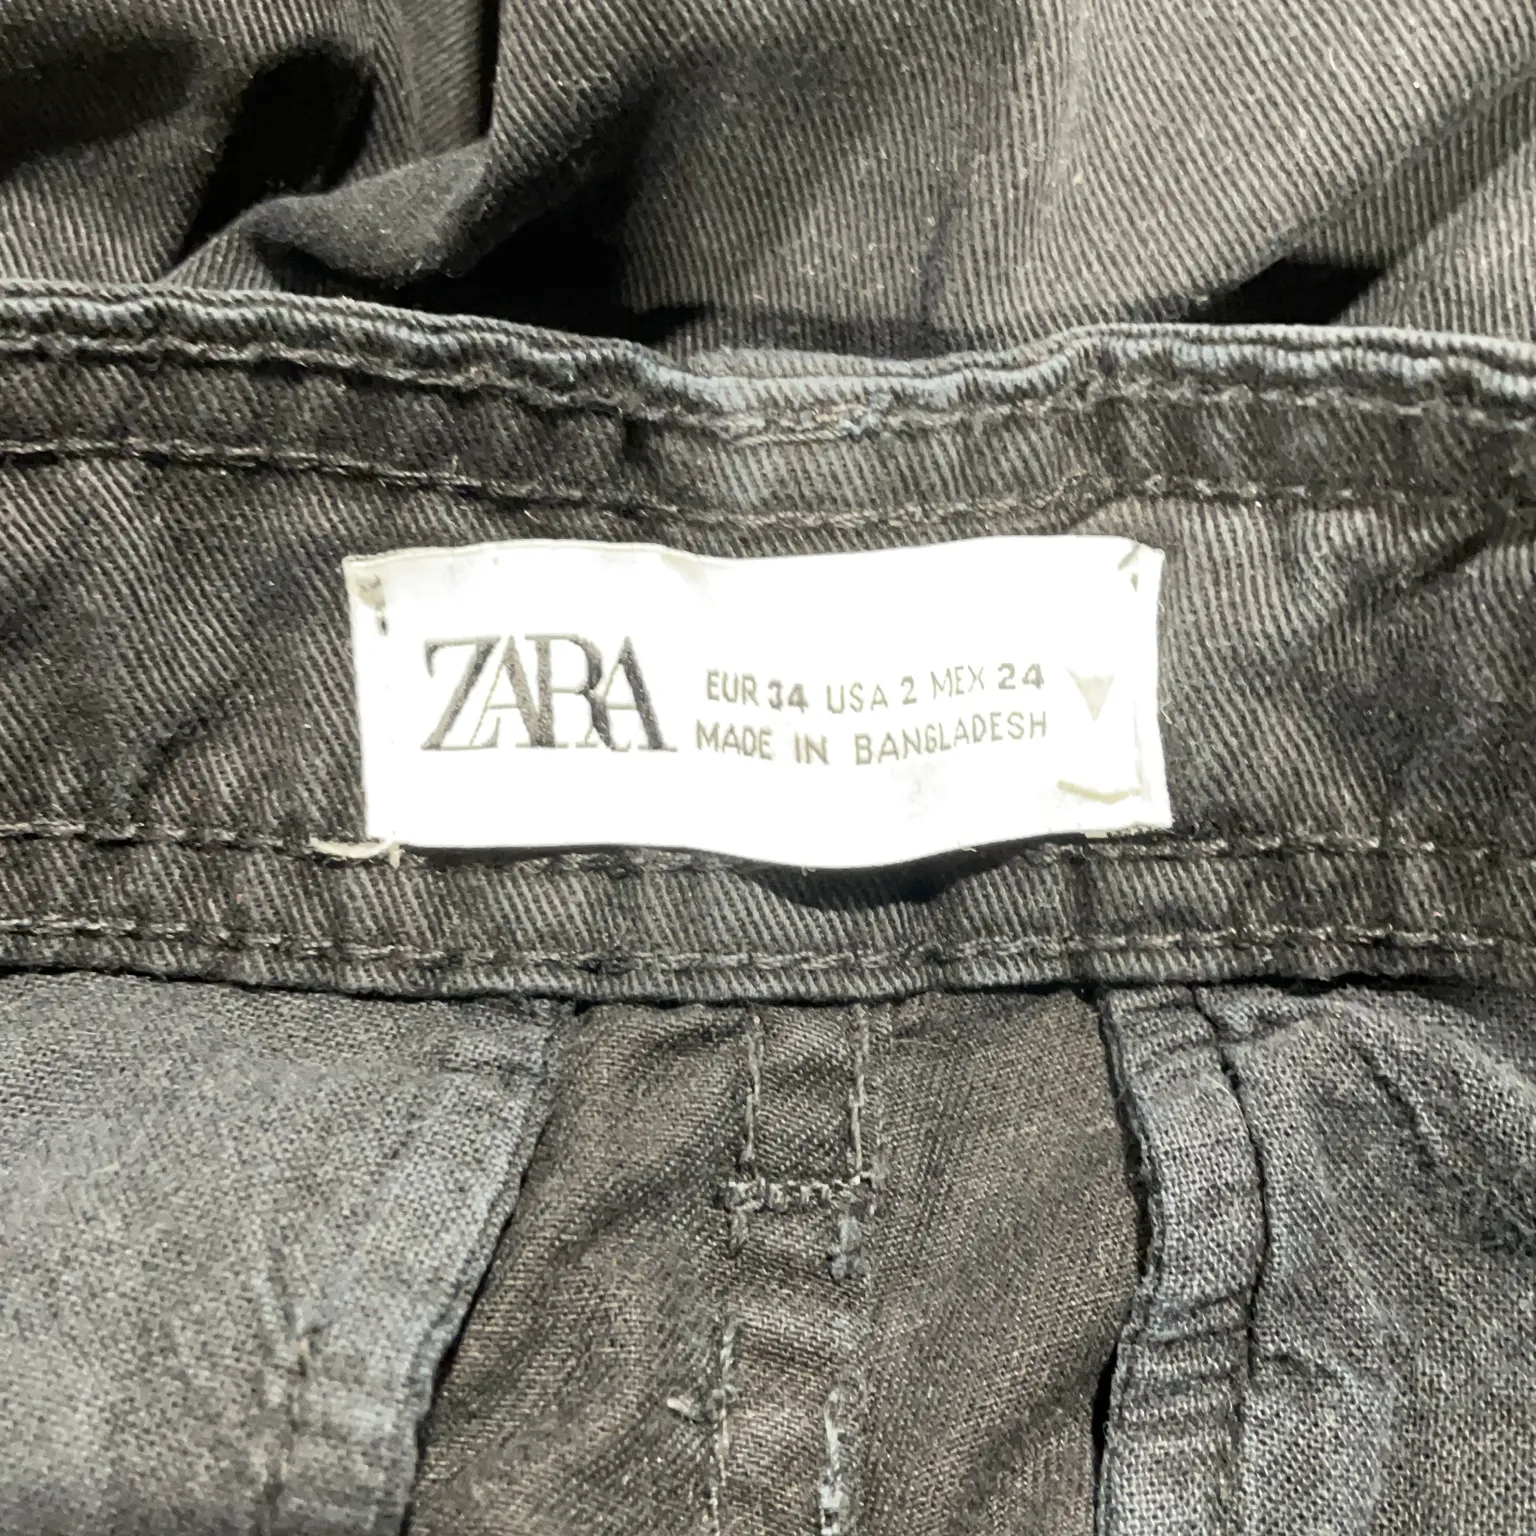 ZARA
EUR 34 USA 2 MEX 24
MADE IN BANGLADESH